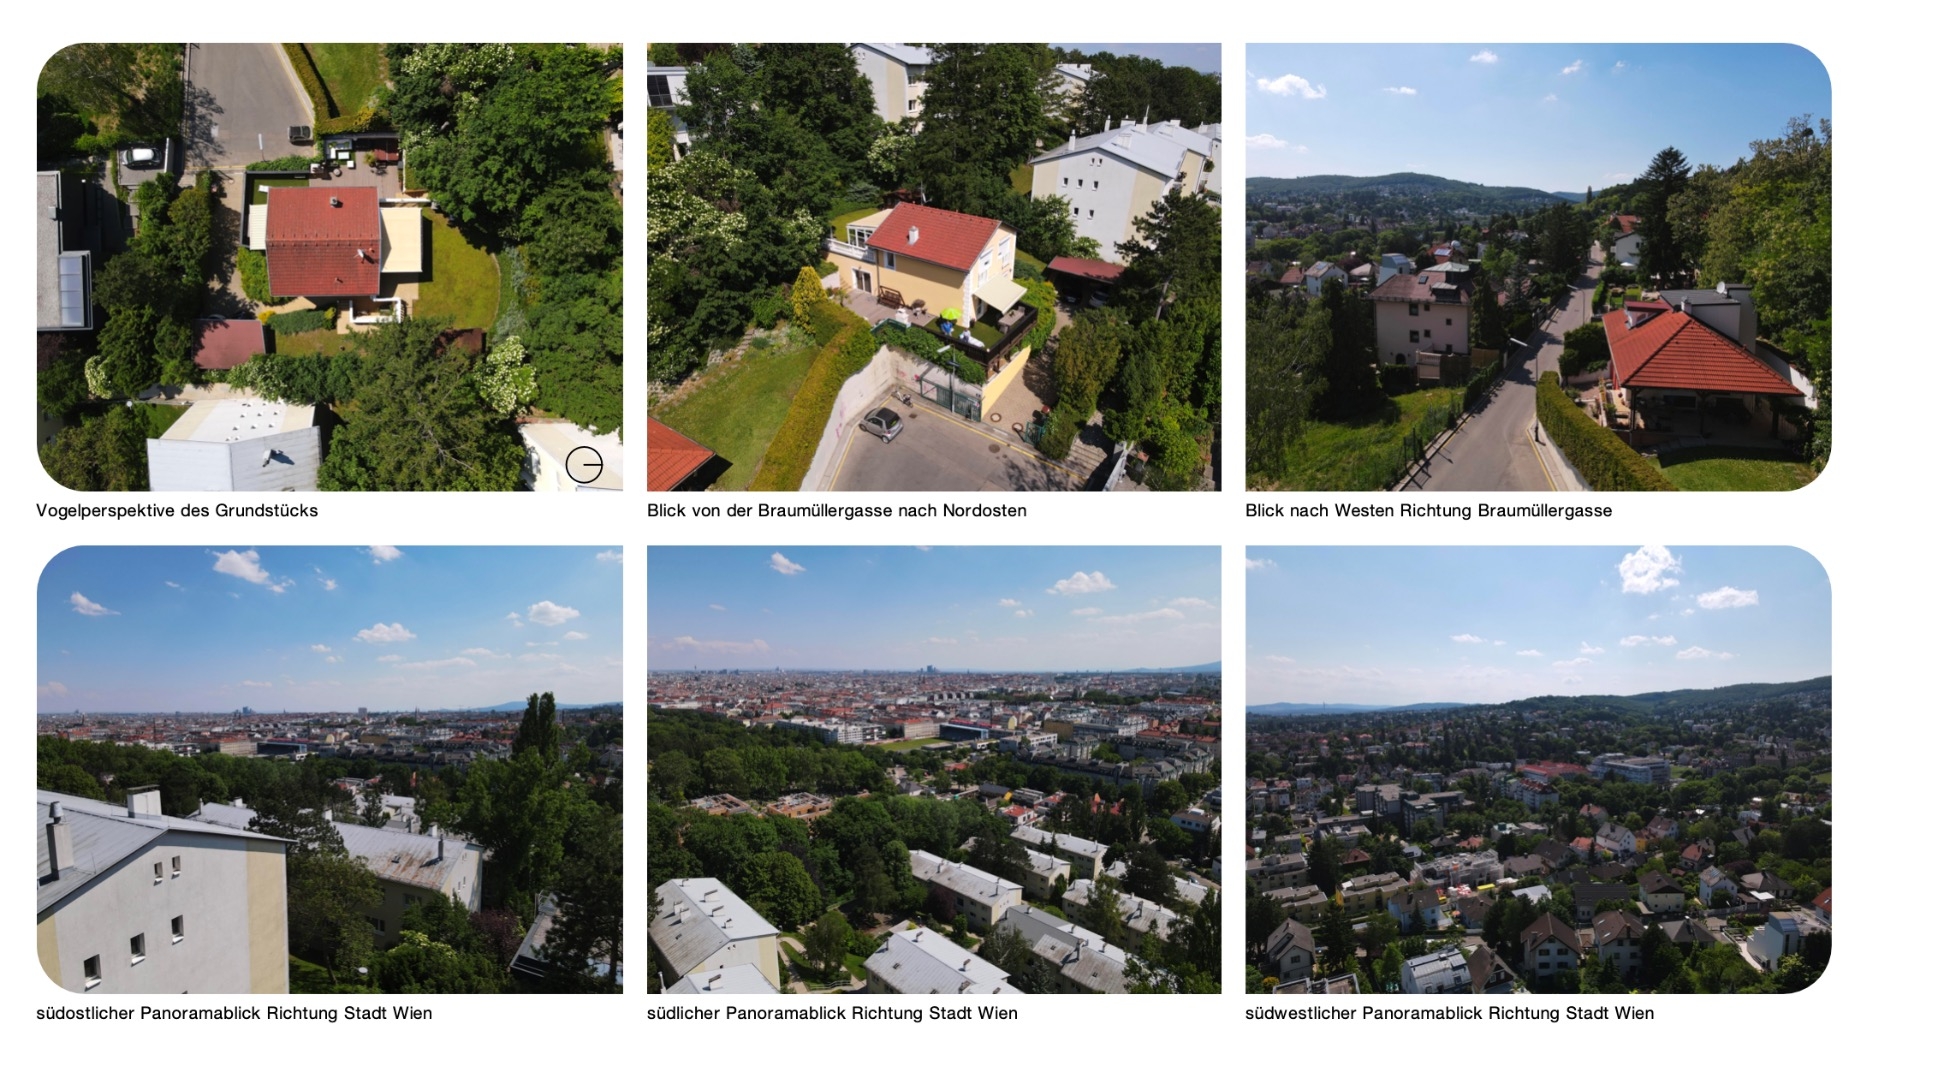 Vogelperspektive des Grundstücks
Blick von der Braumüllergasse nach Nordosten
Blick nach Westen Richtung Braumüllergasse
südostlicher Panoramablick Richtung Stadt Wien
südlicher Panoramablick Richtung Stadt Wien
südwestlicher Panoramablick Richtung Stadt Wien